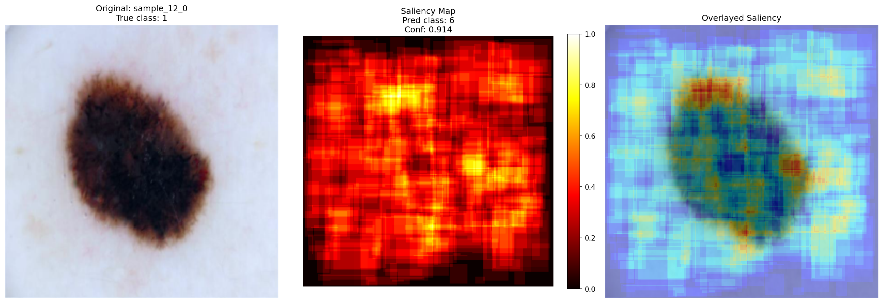 Original: sample_12_0
True class: 1
Saliency Map
Pred class: 6
Conf: 0.914
1.0
0.8
0.6
0.4
0.2
0.0
Overlayed Saliency